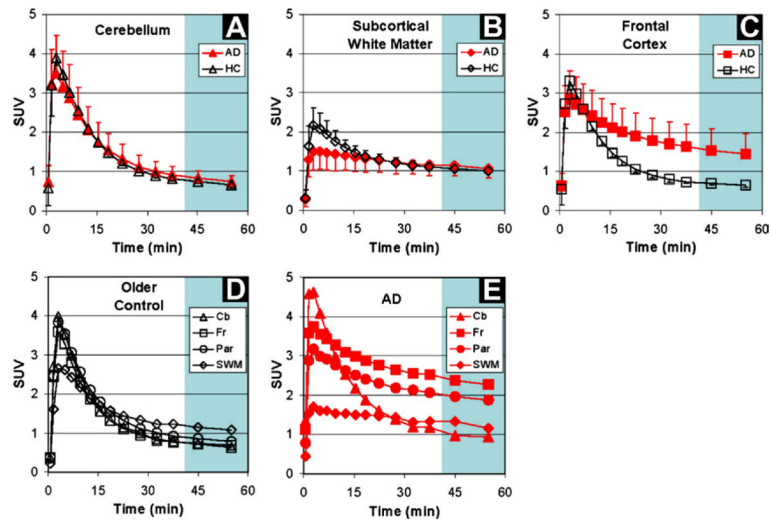 A
Cerebellum
AD
HC
SUV
5
4
3
2
1
0
0 15 30 45 60
Time (min)
B
Subcortical
White Matter
AD
HC
5
4
3
2
1
0
0 15 30 45 60
Time (min)
C
Frontal
Cortex
AD
HC
5
4
3
2
1
0
0 15 30 45 60
Time (min)
D
Older
Control
Cb
Fr
Par
SWM
SUV
5
4
3
2
1
0
0 15 30 45 60
Time (min)
E
AD
Cb
Fr
Par
SWM
SUV
5
4
3
2
1
0
0 15 30 45 60
Time (min)